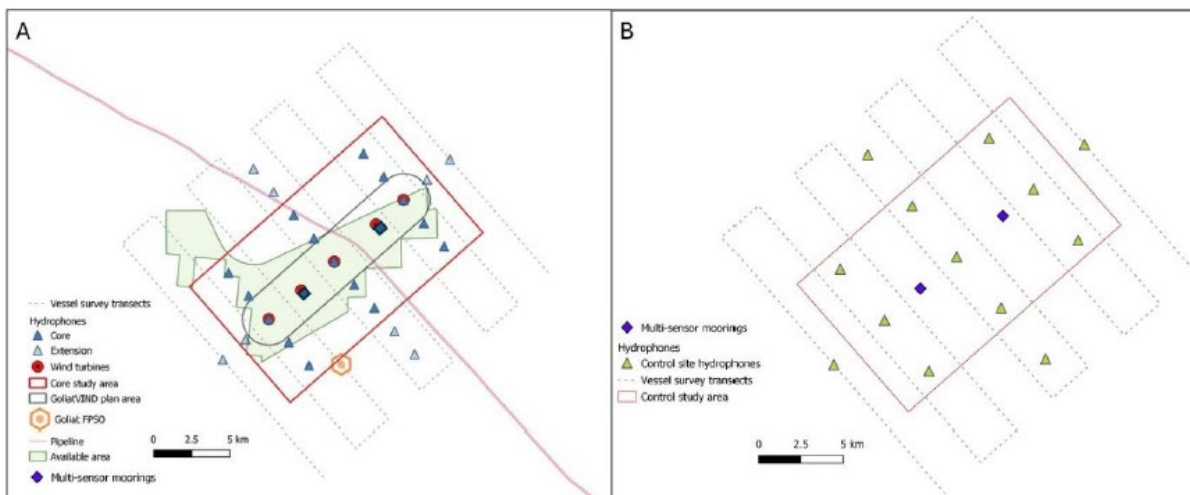 A
Vessel survey transects
Hydrophones
Core
Extension
Wind turbines
Core study area
GoliatVIND plan area
Goliat FPSO
Pipeline
Available area
Multi-sensor moorings
0 2.5 5 km
B
Multi-sensor moorings
Hydrophones
Control site hydrophones
Vessel survey transects
Control study area
0 2.5 5 km